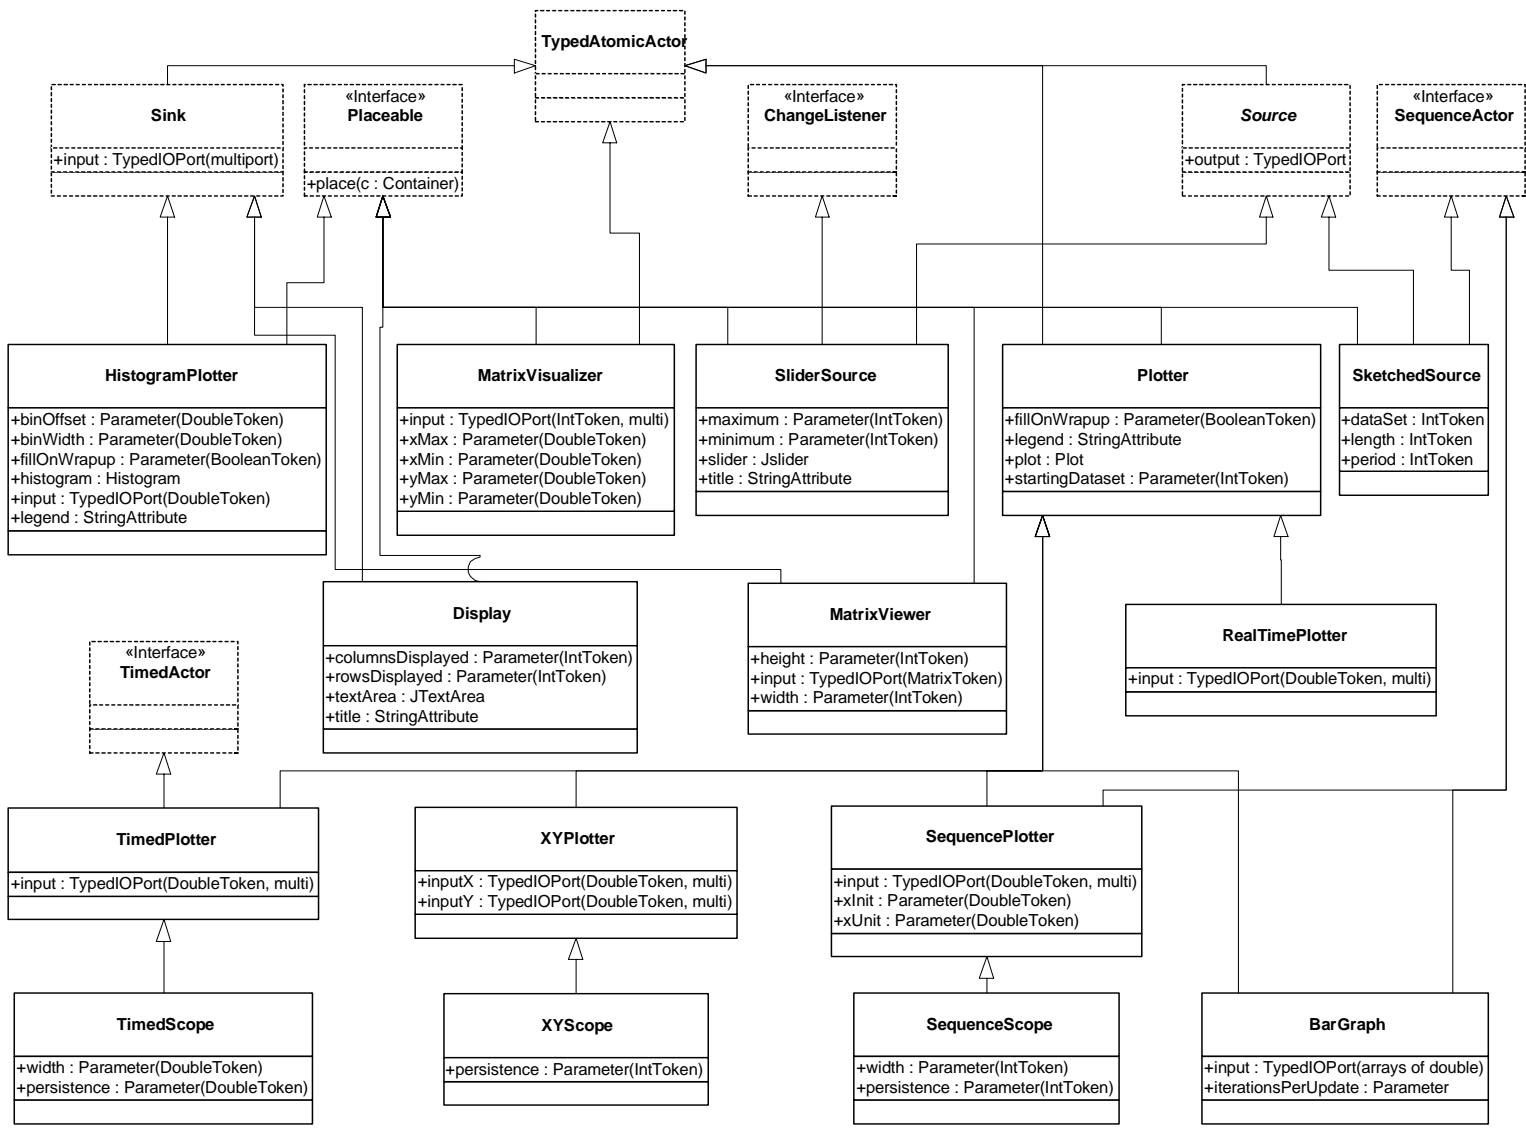 TypedAtomicActor
Sink
+input : TypedIOPort(multiport)
«Interface»
Placeable
+place(c : Container)
«Interface»
ChangeListener
Source
+output : TypedIOPort
«Interface»
SequenceActor
HistogramPlotter
+binOffset : Parameter(DoubleToken)
+binWidth : Parameter(DoubleToken)
+fillOnWrapup : Parameter(BooleanToken)
+histogram : Histogram
+input : TypedIOPort(DoubleToken)
+legend : StringAttribute
MatrixVisualizer
+input : TypedIOPort(IntToken, multi)
+xMax : Parameter(DoubleToken)
+xMin : Parameter(DoubleToken)
+yMax : Parameter(DoubleToken)
+yMin : Parameter(DoubleToken)
SliderSource
+maximum : Parameter(IntToken)
+minimum : Parameter(IntToken)
+slider : Jslider
+title : StringAttribute
Plotter
+fillOnWrapup : Parameter(BooleanToken)
+legend : StringAttribute
+plot : Plot
+startingDataset : Parameter(IntToken)
SketchedSource
+dataSet : IntToken
+length : IntToken
+period : IntToken
Display
+columnsDisplayed : Parameter(IntToken)
+rowsDisplayed : Parameter(IntToken)
+textArea : JTextArea
+title : StringAttribute
MatrixViewer
+height : Parameter(IntToken)
+input : TypedIOPort(MatrixToken)
+width : Parameter(IntToken)
RealTimePlotter
+input : TypedIOPort(DoubleToken, multi)
«Interface»
TimedActor
TimedPlotter
+input : TypedIOPort(DoubleToken, multi)
XYPlotter
+inputX : TypedIOPort(DoubleToken, multi)
+inputY : TypedIOPort(DoubleToken, multi)
SequencePlotter
+input : TypedIOPort(DoubleToken, multi)
+xInit : Parameter(DoubleToken)
+xUnit : Parameter(DoubleToken)
TimedScope
+width : Parameter(DoubleToken)
+persistence : Parameter(DoubleToken)
XYScope
+persistence : Parameter(IntToken)
SequenceScope
+width : Parameter(IntToken)
+persistence : Parameter(IntToken)
BarGraph
+input : TypedIOPort(arrays of double)
+iterationsPerUpdate : Parameter